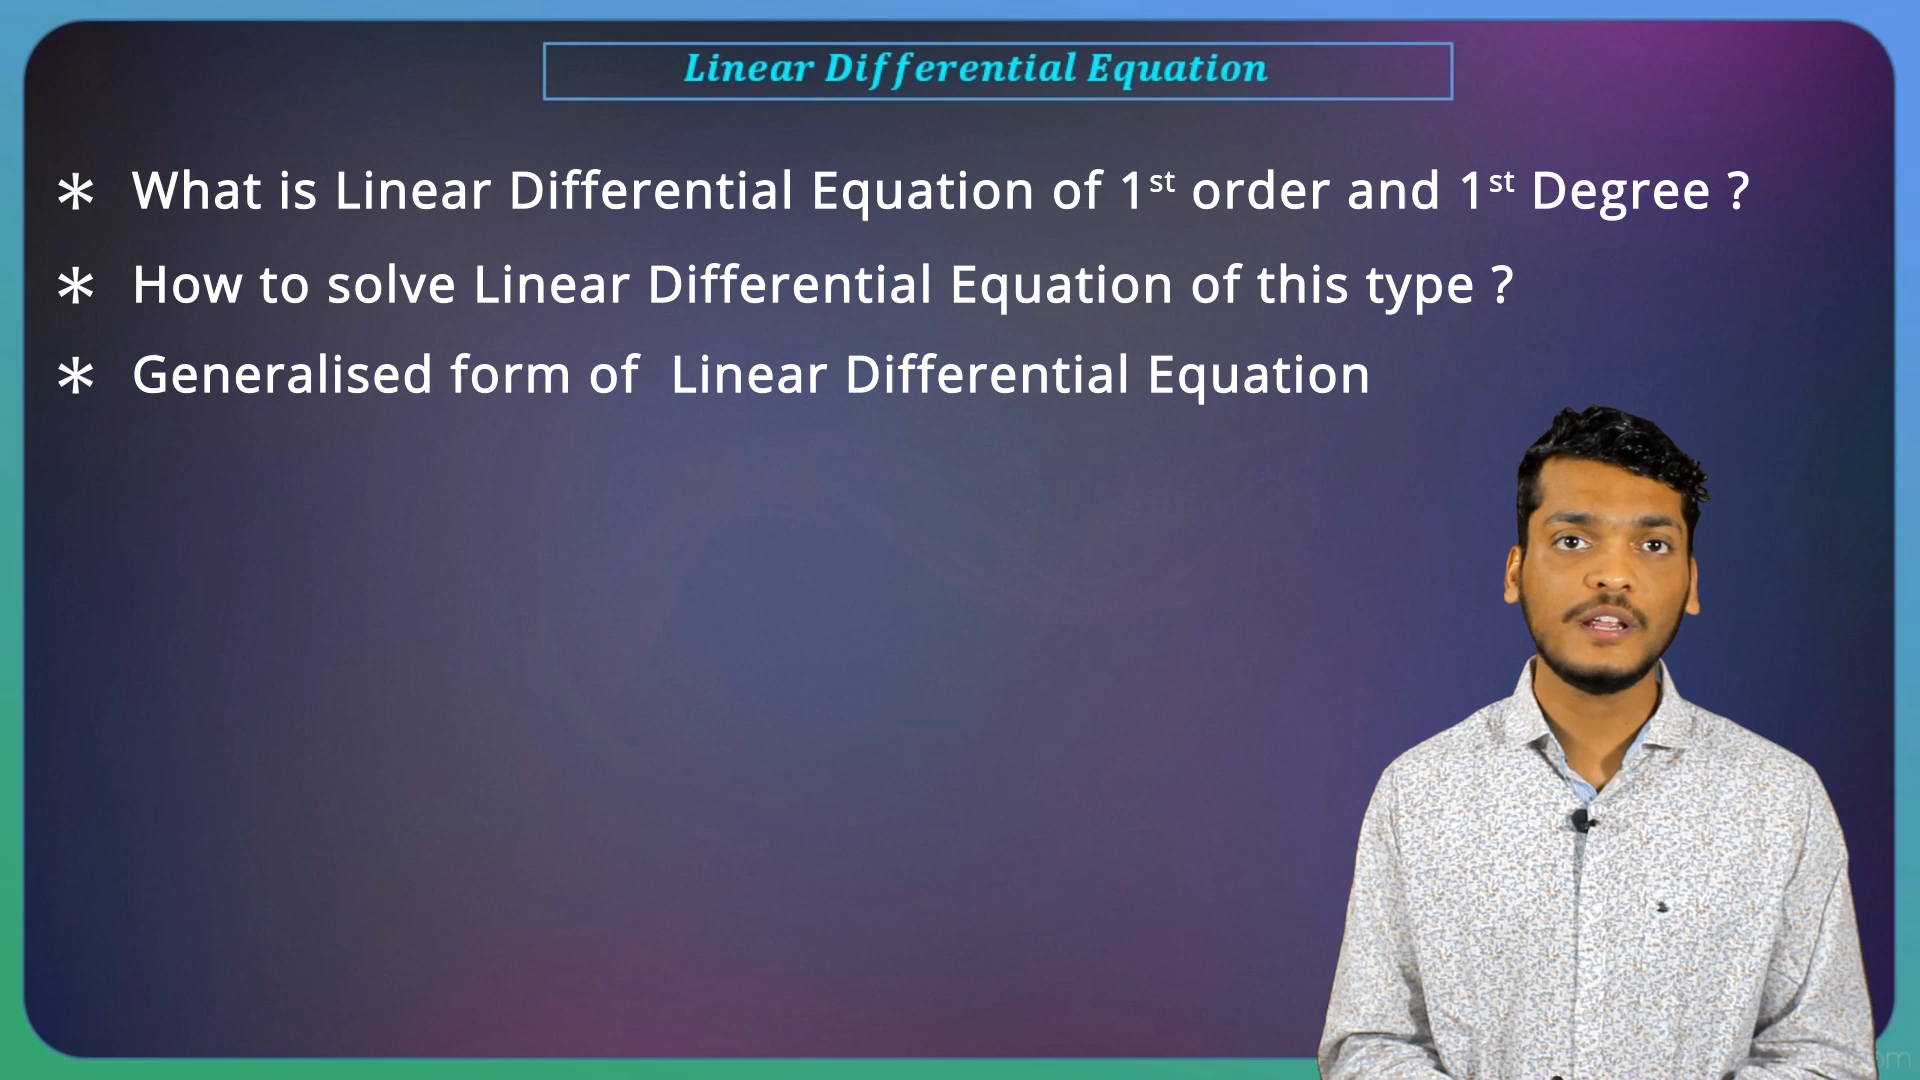 Linear Differential Equation
* What is Linear Differential Equation of 1st order and 1st Degree ?
* How to solve Linear Differential Equation of this type ?
* Generalised form of Linear Differential Equation